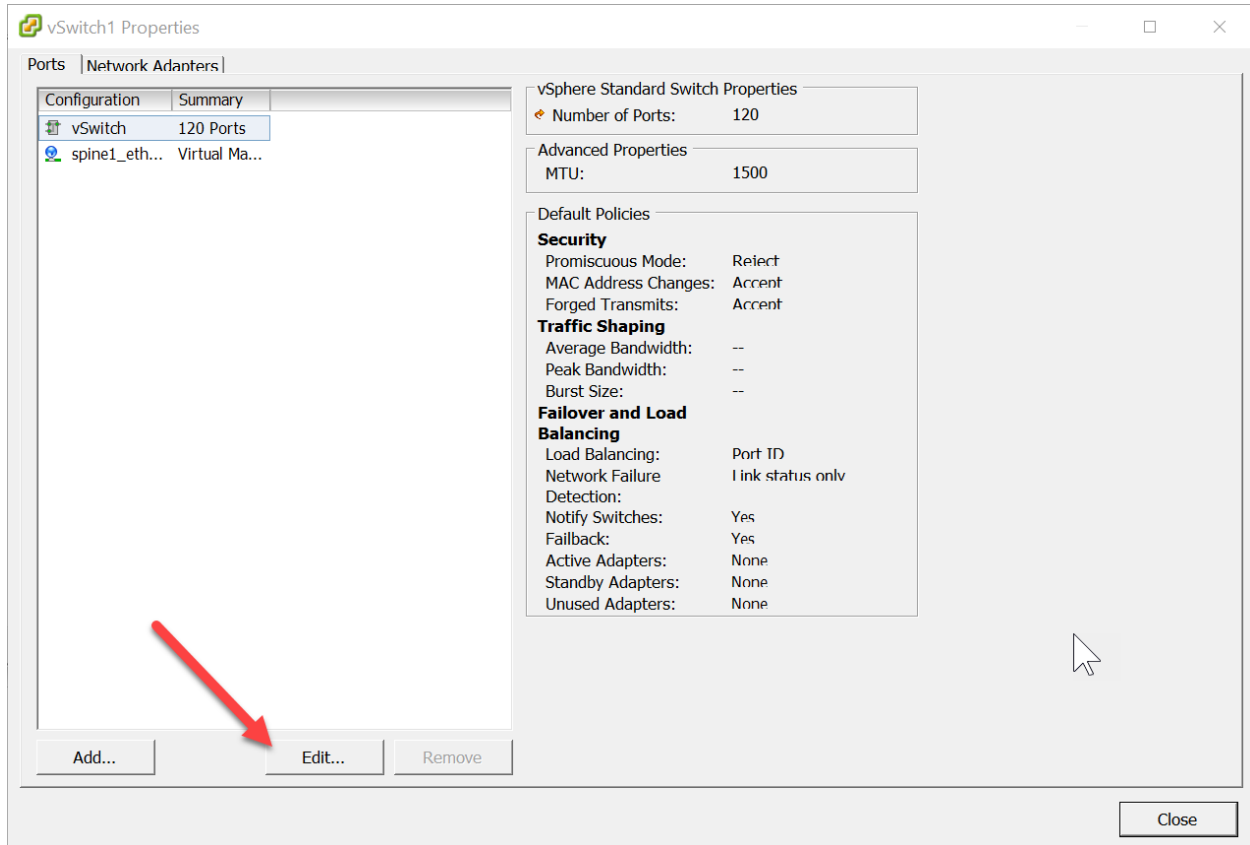 vSwitch1 Properties
Ports Network Adapters
Configuration Summary
vSwitch 120 Ports
spine1_eth... Virtual Ma...
vSphere Standard Switch Properties
Number of Ports: 120
Advanced Properties
MTU: 1500
Default Policies
Security
Promiscuous Mode: Reject
MAC Address Changes: Accept
Forged Transmits: Accept
Traffic Shaping
Average Bandwidth: --
Peak Bandwidth: --
Burst Size: --
Failover and Load
Balancing
Load Balancing: Port ID
Network Failure Link status only
Detection:
Notify Switches: Yes
Failback: Yes
Active Adapters: None
Standby Adapters: None
Unused Adapters: None
Add... Edit... Remove
Close